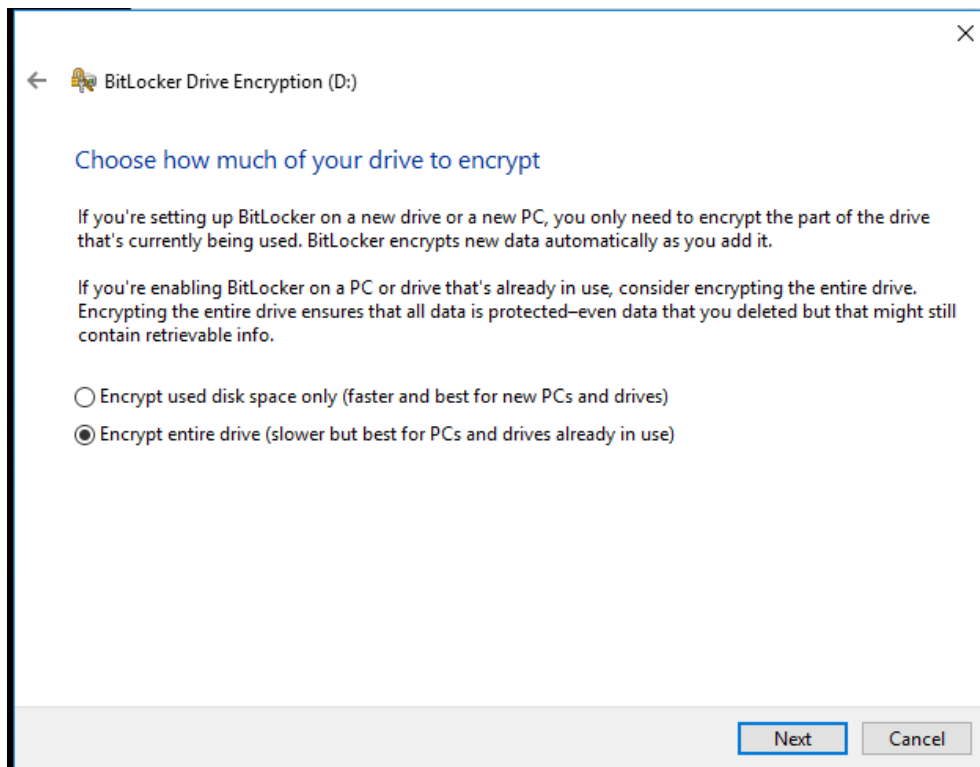 BitLocker Drive Encryption (D:)
Choose how much of your drive to encrypt
If you're setting up BitLocker on a new drive or a new PC, you only need to encrypt the part of the drive
that's currently being used. BitLocker encrypts new data automatically as you add it.
If you're enabling BitLocker on a PC or drive that's already in use, consider encrypting the entire drive.
Encrypting the entire drive ensures that all data is protected–even data that you deleted but that might still
contain retrievable info.
Encrypt used disk space only (faster and best for new PCs and drives)
Encrypt entire drive (slower but best for PCs and drives already in use)
Next Cancel